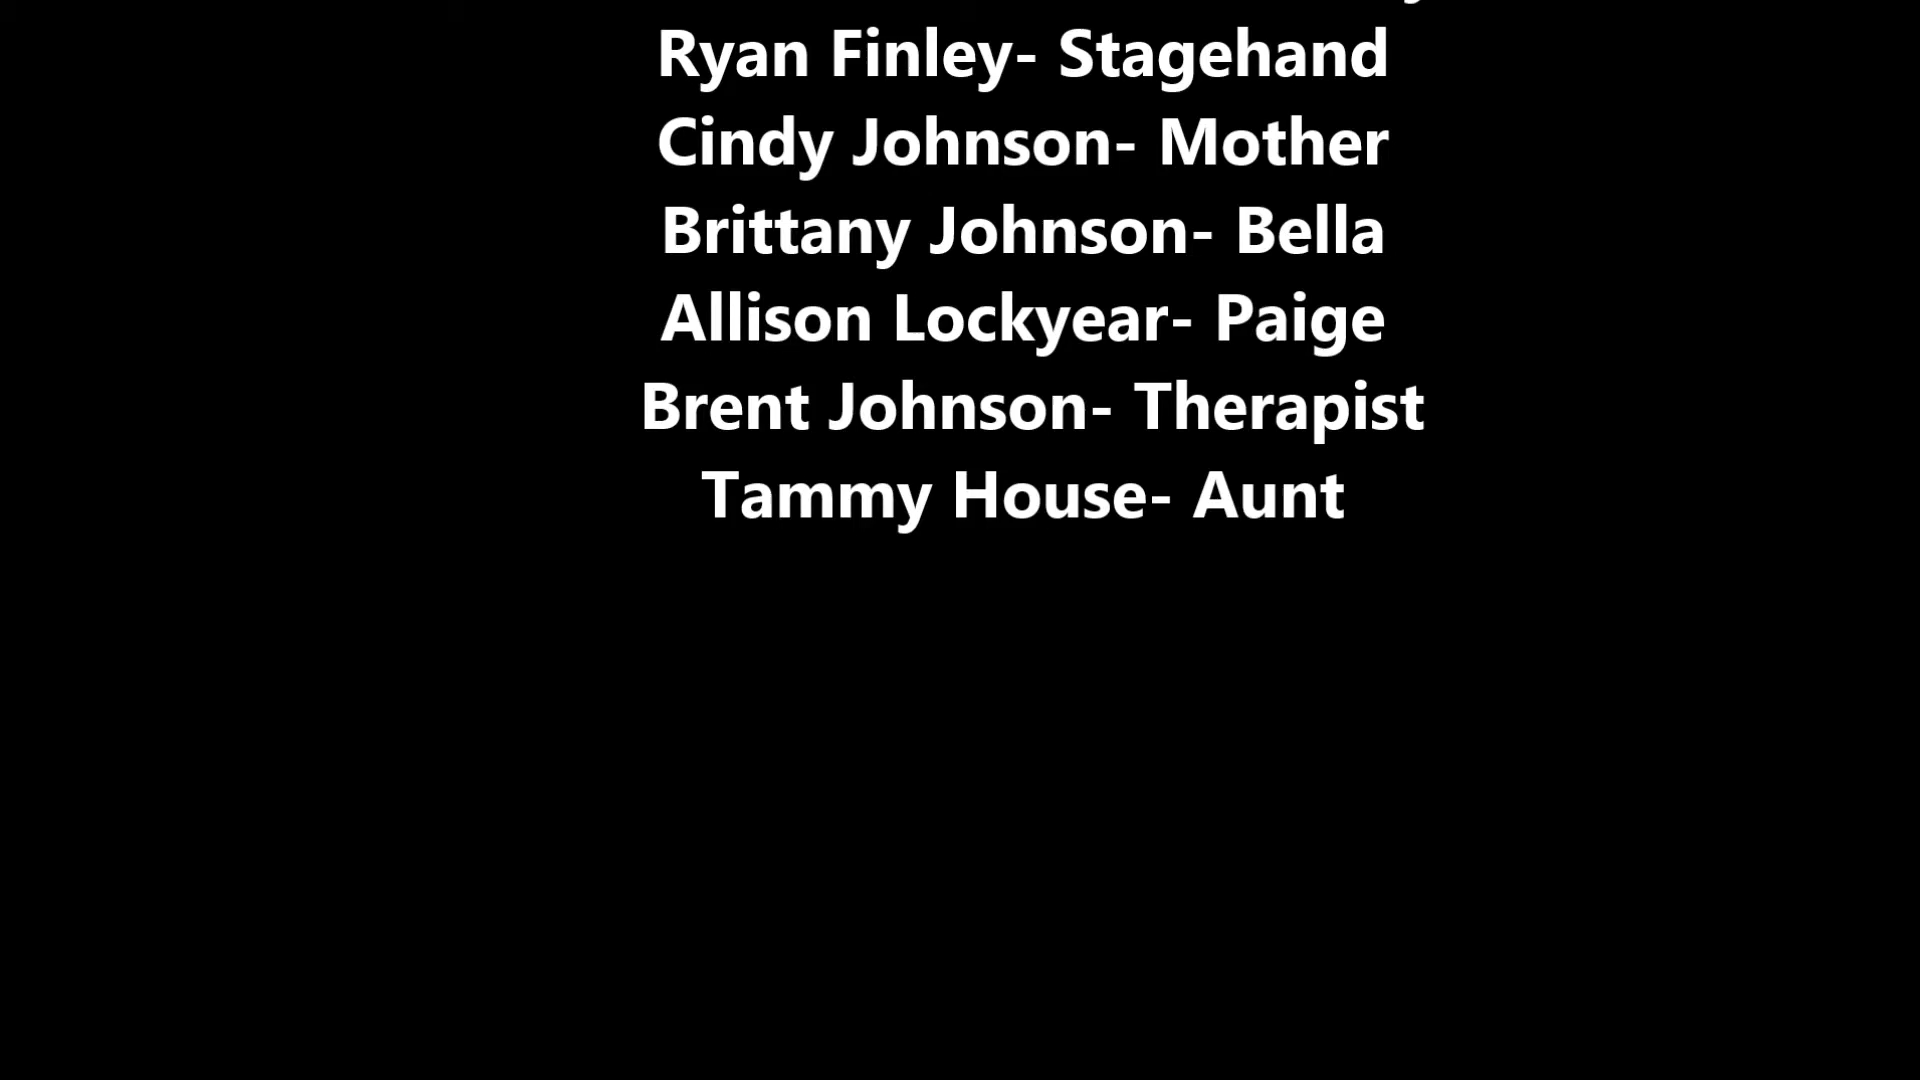 Ryan Finley- Stagehand
Cindy Johnson- Mother
Brittany Johnson- Bella
Allison Lockyear- Paige
Brent Johnson- Therapist
Tammy House- Aunt